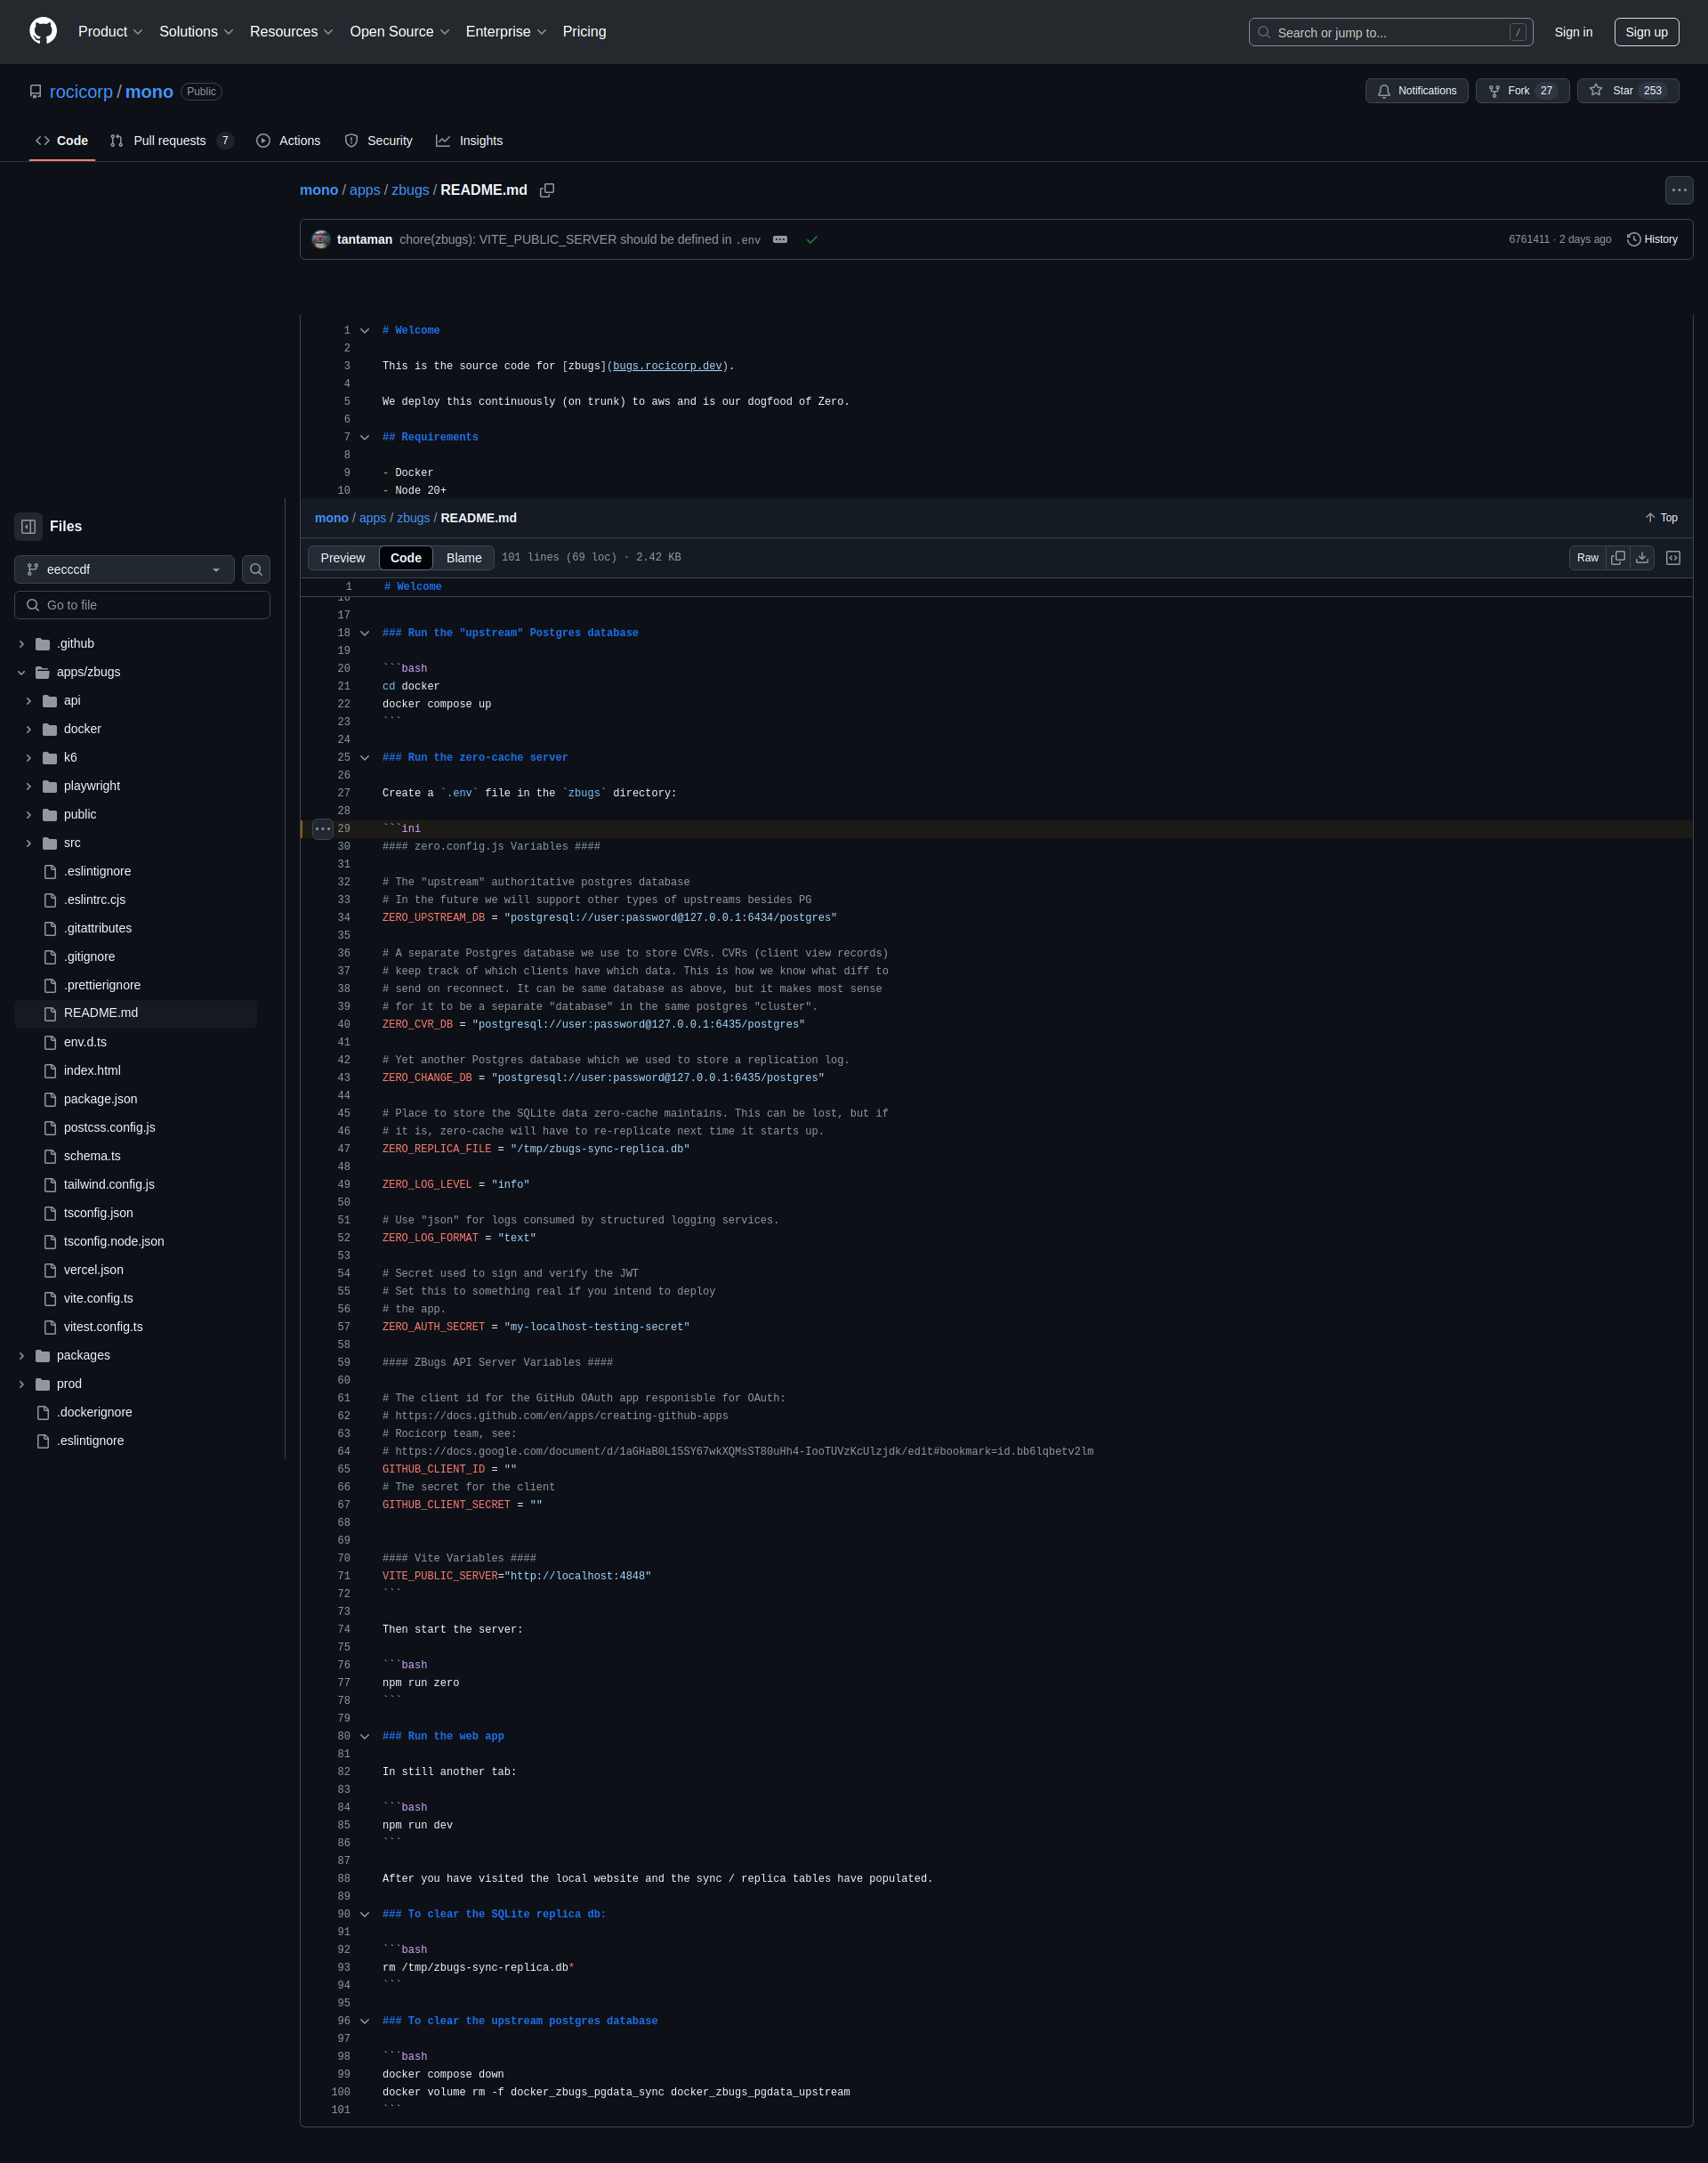 Product Solutions Resources Open Source Enterprise Pricing Search or jump to... / Sign in Sign up
rocicorp / mono Public Notifications Fork 27 Star 253
Code Pull requests 7 Actions Security Insights
mono / apps / zbugs / README.md
tantaman chore(zbugs): VITE_PUBLIC_SERVER should be defined in .env 6761411 · 2 days ago History
1 # Welcome
2
3 This is the source code for [zbugs](bugs.rocicorp.dev).
4
5 We deploy this continuously (on trunk) to aws and is our dogfood of Zero.
6
7 ## Requirements
8
9 - Docker
10 - Node 20+
Files
eecccdf
Go to file
.github
apps/zbugs
api
docker
k6
playwright
public
src
.eslintignore
.eslintrc.cjs
.gitattributes
.gitignore
.prettierignore
README.md
env.d.ts
index.html
package.json
postcss.config.js
schema.ts
tailwind.config.js
tsconfig.json
tsconfig.node.json
vercel.json
vite.config.ts
vitest.config.ts
packages
prod
.dockerignore
.eslintignore
mono / apps / zbugs / README.md Top
Preview Code Blame 101 lines (69 loc) · 2.42 KB Raw
1 # Welcome
16
17
18 ### Run the "upstream" Postgres database
19
20 ```bash
21 cd docker
22 docker compose up
23 ```
24
25 ### Run the zero-cache server
26
27 Create a `.env` file in the `zbugs` directory:
28
29 ```ini
30 #### zero.config.js Variables ####
31
32 # The "upstream" authoritative postgres database
33 # In the future we will support other types of upstreams besides PG
34 ZERO_UPSTREAM_DB = "postgresql://user:password@127.0.0.1:6434/postgres"
35
36 # A separate Postgres database we use to store CVRs. CVRs (client view records)
37 # keep track of which clients have which data. This is how we know what diff to
38 # send on reconnect. It can be same database as above, but it makes most sense
39 # for it to be a separate "database" in the same postgres "cluster".
40 ZERO_CVR_DB = "postgresql://user:password@127.0.0.1:6435/postgres"
41
42 # Yet another Postgres database which we used to store a replication log.
43 ZERO_CHANGE_DB = "postgresql://user:password@127.0.0.1:6435/postgres"
44
45 # Place to store the SQLite data zero-cache maintains. This can be lost, but if
46 # it is, zero-cache will have to re-replicate next time it starts up.
47 ZERO_REPLICA_FILE = "/tmp/zbugs-sync-replica.db"
48
49 ZERO_LOG_LEVEL = "info"
50
51 # Use "json" for logs consumed by structured logging services.
52 ZERO_LOG_FORMAT = "text"
53
54 # Secret used to sign and verify the JWT
55 # Set this to something real if you intend to deploy
56 # the app.
57 ZERO_AUTH_SECRET = "my-localhost-testing-secret"
58
59 #### ZBugs API Server Variables ####
60
61 # The client id for the GitHub OAuth app responisble for OAuth:
62 # https://docs.github.com/en/apps/creating-github-apps
63 # Rocicorp team, see:
64 # https://docs.google.com/document/d/1aGHaB0L15SY67wkXQMsST80uHh4-IooTUVzKcUlzjdk/edit#bookmark=id.bb6lqbetv2lm
65 GITHUB_CLIENT_ID = ""
66 # The secret for the client
67 GITHUB_CLIENT_SECRET = ""
68
69
70 #### Vite Variables ####
71 VITE_PUBLIC_SERVER="http://localhost:4848"
72 ```
73
74 Then start the server:
75
76 ```bash
77 npm run zero
78 ```
79
80 ### Run the web app
81
82 In still another tab:
83
84 ```bash
85 npm run dev
86 ```
87
88 After you have visited the local website and the sync / replica tables have populated.
89
90 ### To clear the SQLite replica db:
91
92 ```bash
93 rm /tmp/zbugs-sync-replica.db*
94 ```
95
96 ### To clear the upstream postgres database
97
98 ```bash
99 docker compose down
100 docker volume rm -f docker_zbugs_pgdata_sync docker_zbugs_pgdata_upstream
101 ```